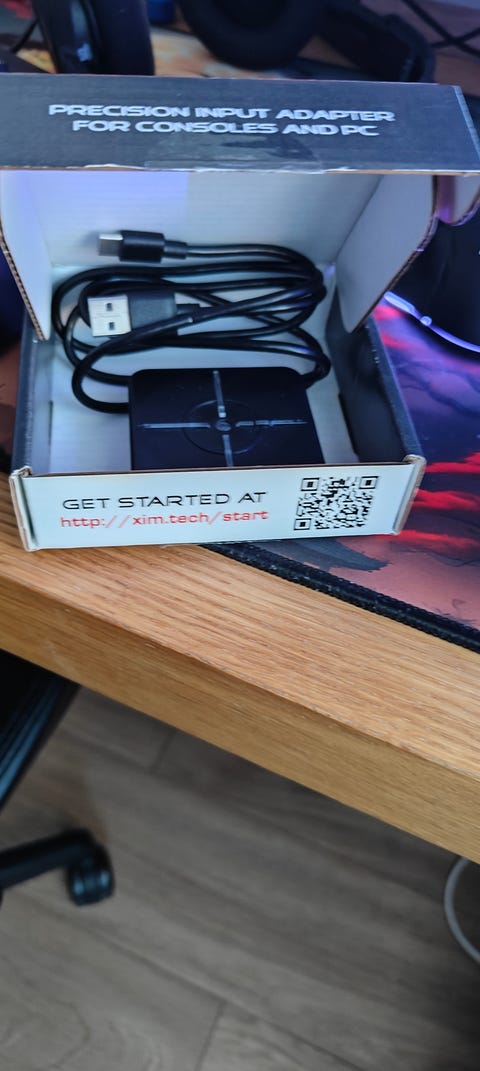 PRECISION INPUT ADAPTER
FOR CONSOLES AND PC
GET STARTED AT
http://xim.tech/start